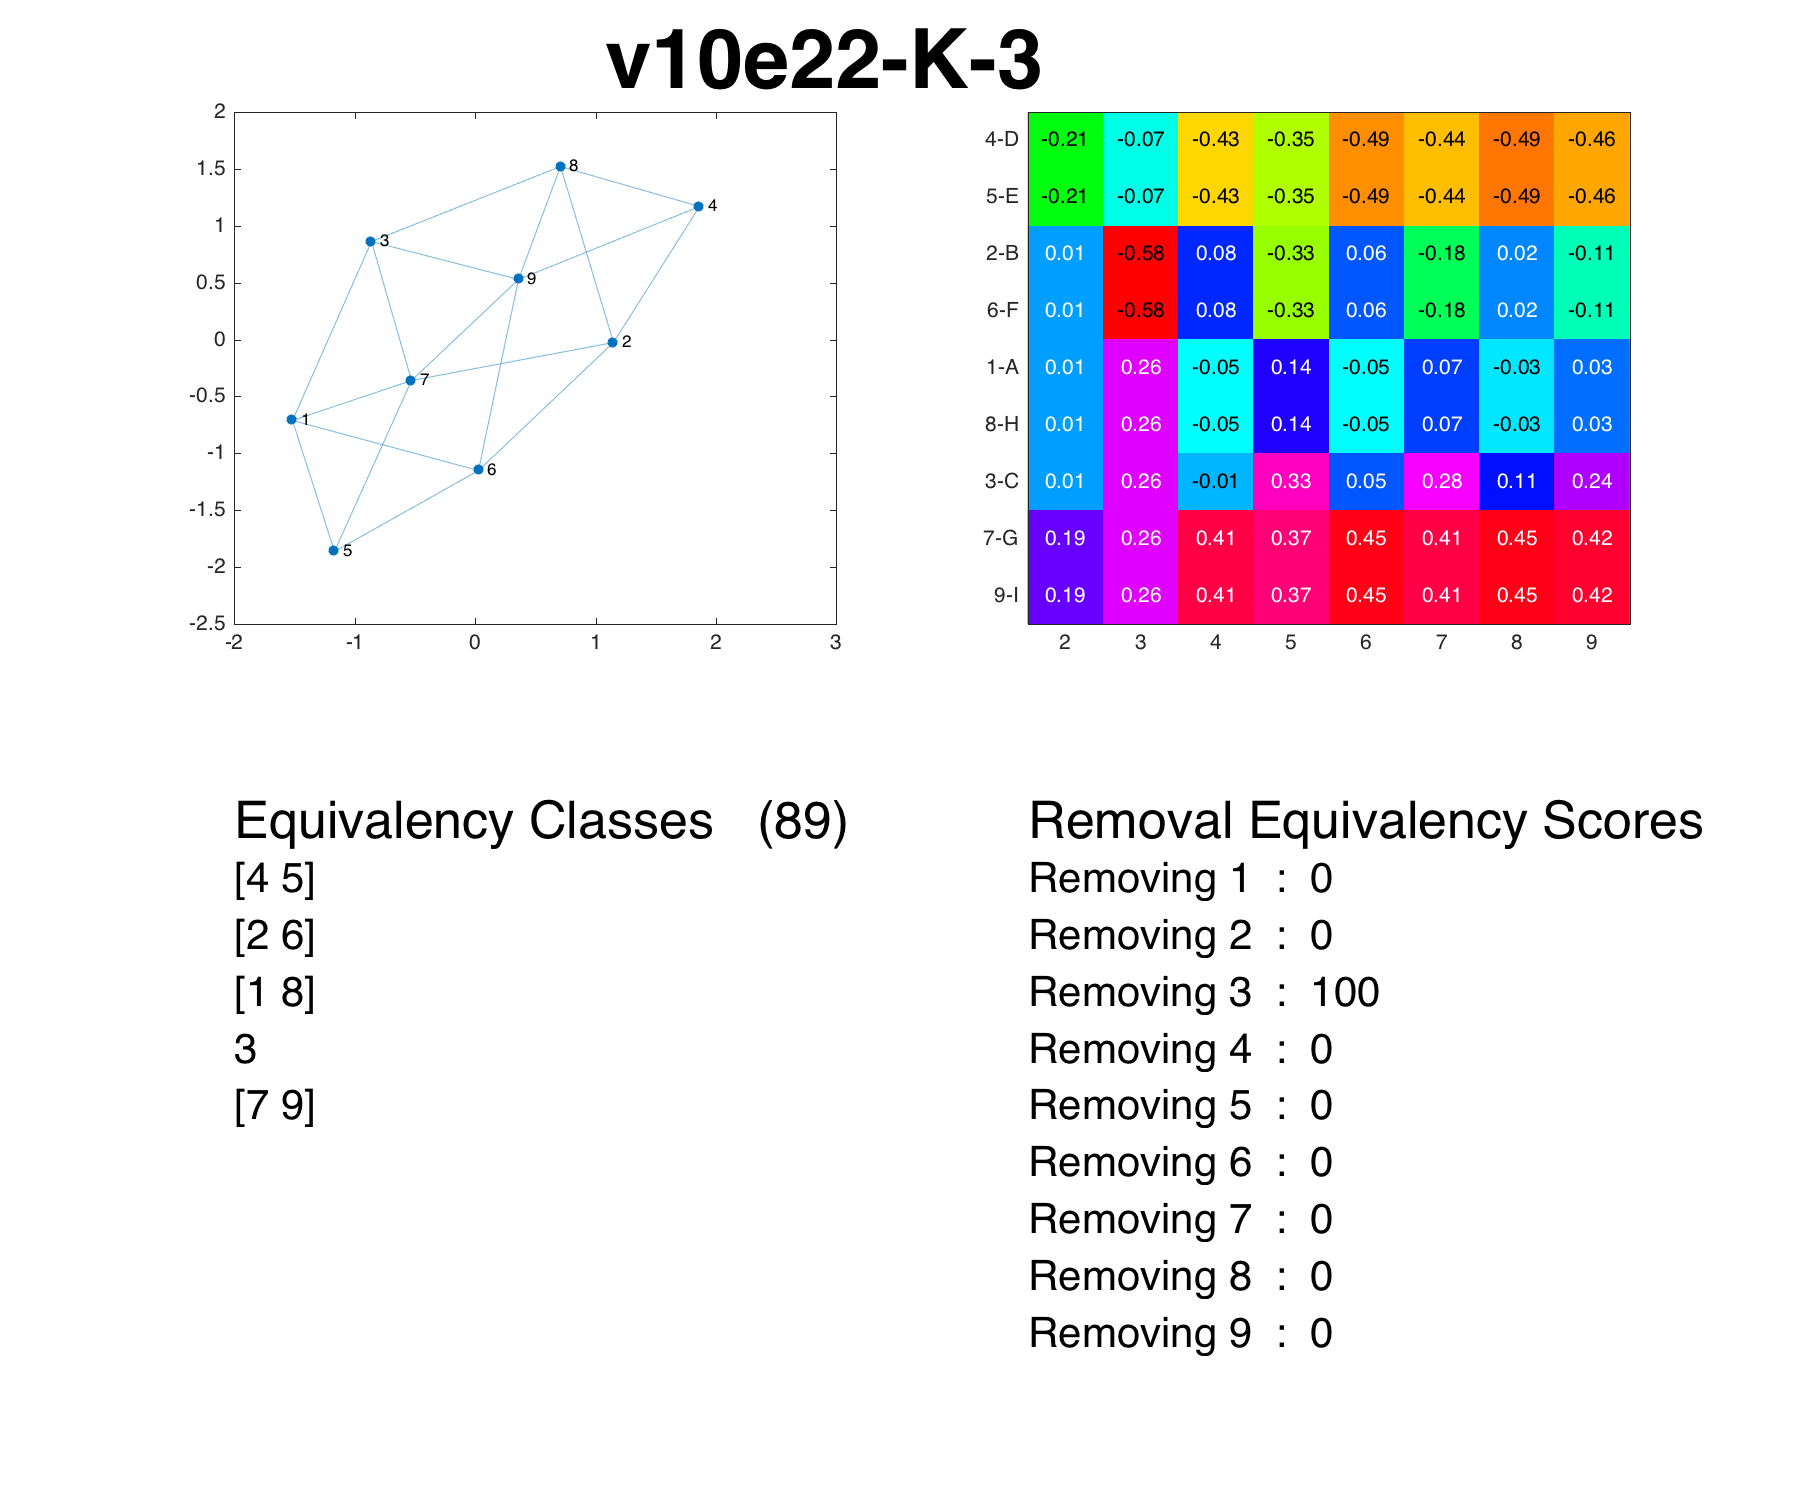 v10e22-K-3
2
1.5
1
0.5
0
-0.5
-1
-1.5
-2
-2.5
-2 -1 0 1 2 3
8
4
3
9
2
7
1
6
5
4-D -0.21 -0.07 -0.43 -0.35 -0.49 -0.44 -0.49 -0.46
5-E -0.21 -0.07 -0.43 -0.35 -0.49 -0.44 -0.49 -0.46
2-B 0.01 -0.58 0.08 -0.33 0.06 -0.18 0.02 -0.11
6-F 0.01 -0.58 0.08 -0.33 0.06 -0.18 0.02 -0.11
1-A 0.01 0.26 -0.05 0.14 -0.05 0.07 -0.03 0.03
8-H 0.01 0.26 -0.05 0.14 -0.05 0.07 -0.03 0.03
3-C 0.01 0.26 -0.01 0.33 0.05 0.28 0.11 0.24
7-G 0.19 0.26 0.41 0.37 0.45 0.41 0.45 0.42
9-I 0.19 0.26 0.41 0.37 0.45 0.41 0.45 0.42
2 3 4 5 6 7 8 9
Equivalency Classes (89)
[4 5]
[2 6]
[1 8]
3
[7 9]
Removal Equivalency Scores
Removing 1 : 0
Removing 2 : 0
Removing 3 : 100
Removing 4 : 0
Removing 5 : 0
Removing 6 : 0
Removing 7 : 0
Removing 8 : 0
Removing 9 : 0